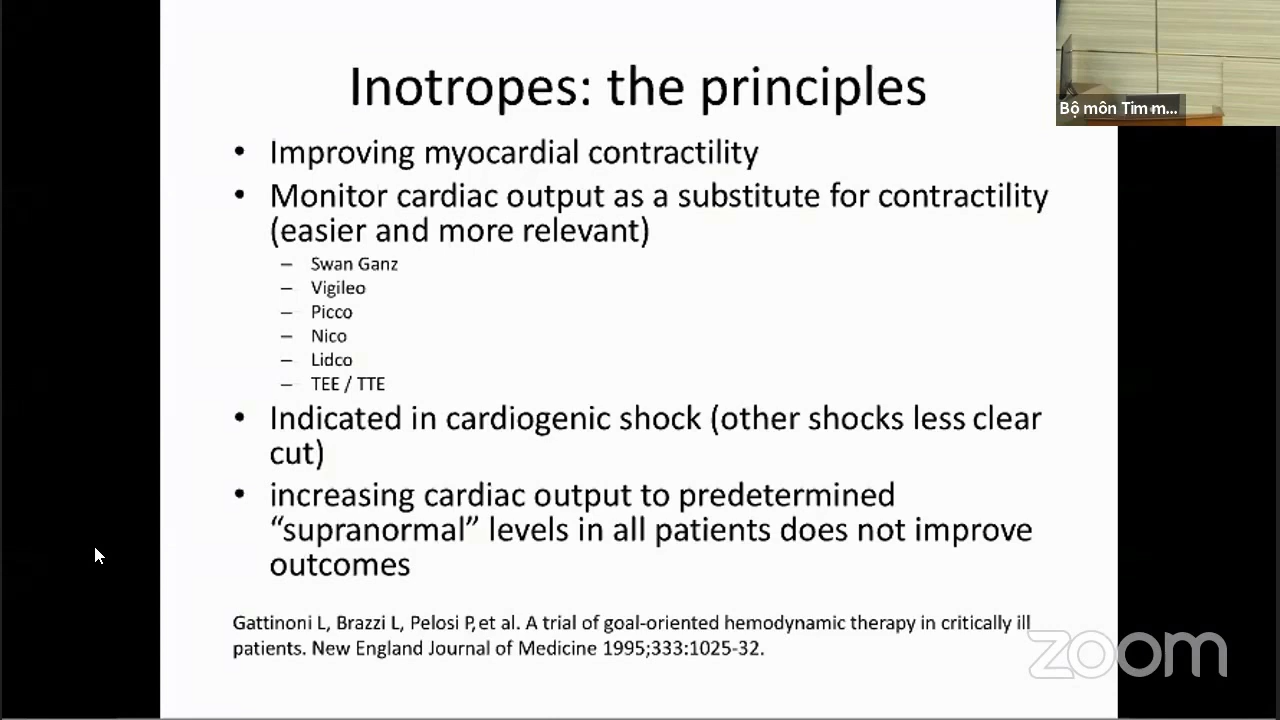 Inotropes: the principles
Bộ môn Tim m...
• Improving myocardial contractility
• Monitor cardiac output as a substitute for contractility
(easier and more relevant)
– Swan Ganz
– Vigileo
– Picco
– Nico
– Lidco
– TEE / TTE
• Indicated in cardiogenic shock (other shocks less clear
cut)
• increasing cardiac output to predetermined
“supranormal” levels in all patients does not improve
outcomes
Gattinoni L, Brazzi L, Pelosi P, et al. A trial of goal-oriented hemodynamic therapy in critically ill
patients. New England Journal of Medicine 1995;333:1025-32.
zoom